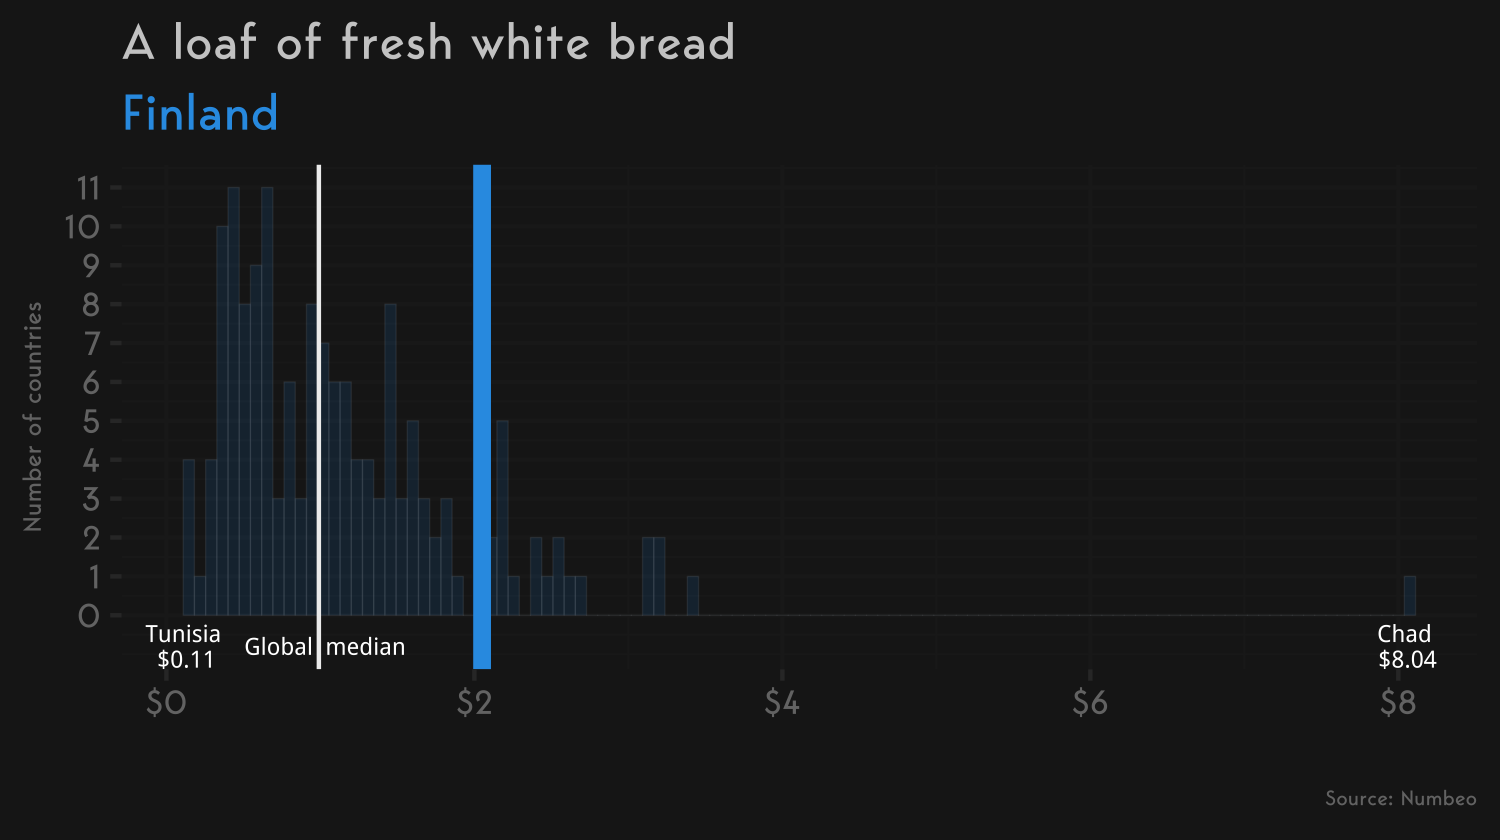 A loaf of fresh white bread
Finland
Number of countries
11
10
9
8
7
6
5
4
3
2
1
0
Tunisia
$0.11
Global median
Chad
$8.04
$0
$2
$4
$6
$8
Source: Numbeo